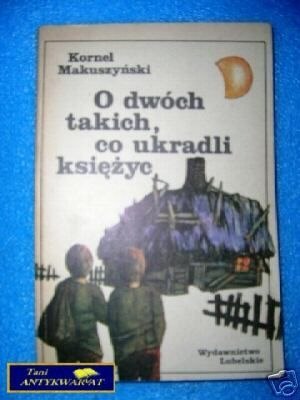 Kornel
Makuszyński
O dwóch
takich,
co ukradli
księżyc
Wydawnictwo
Lubelskie
Tani
ANTYKWARIAT